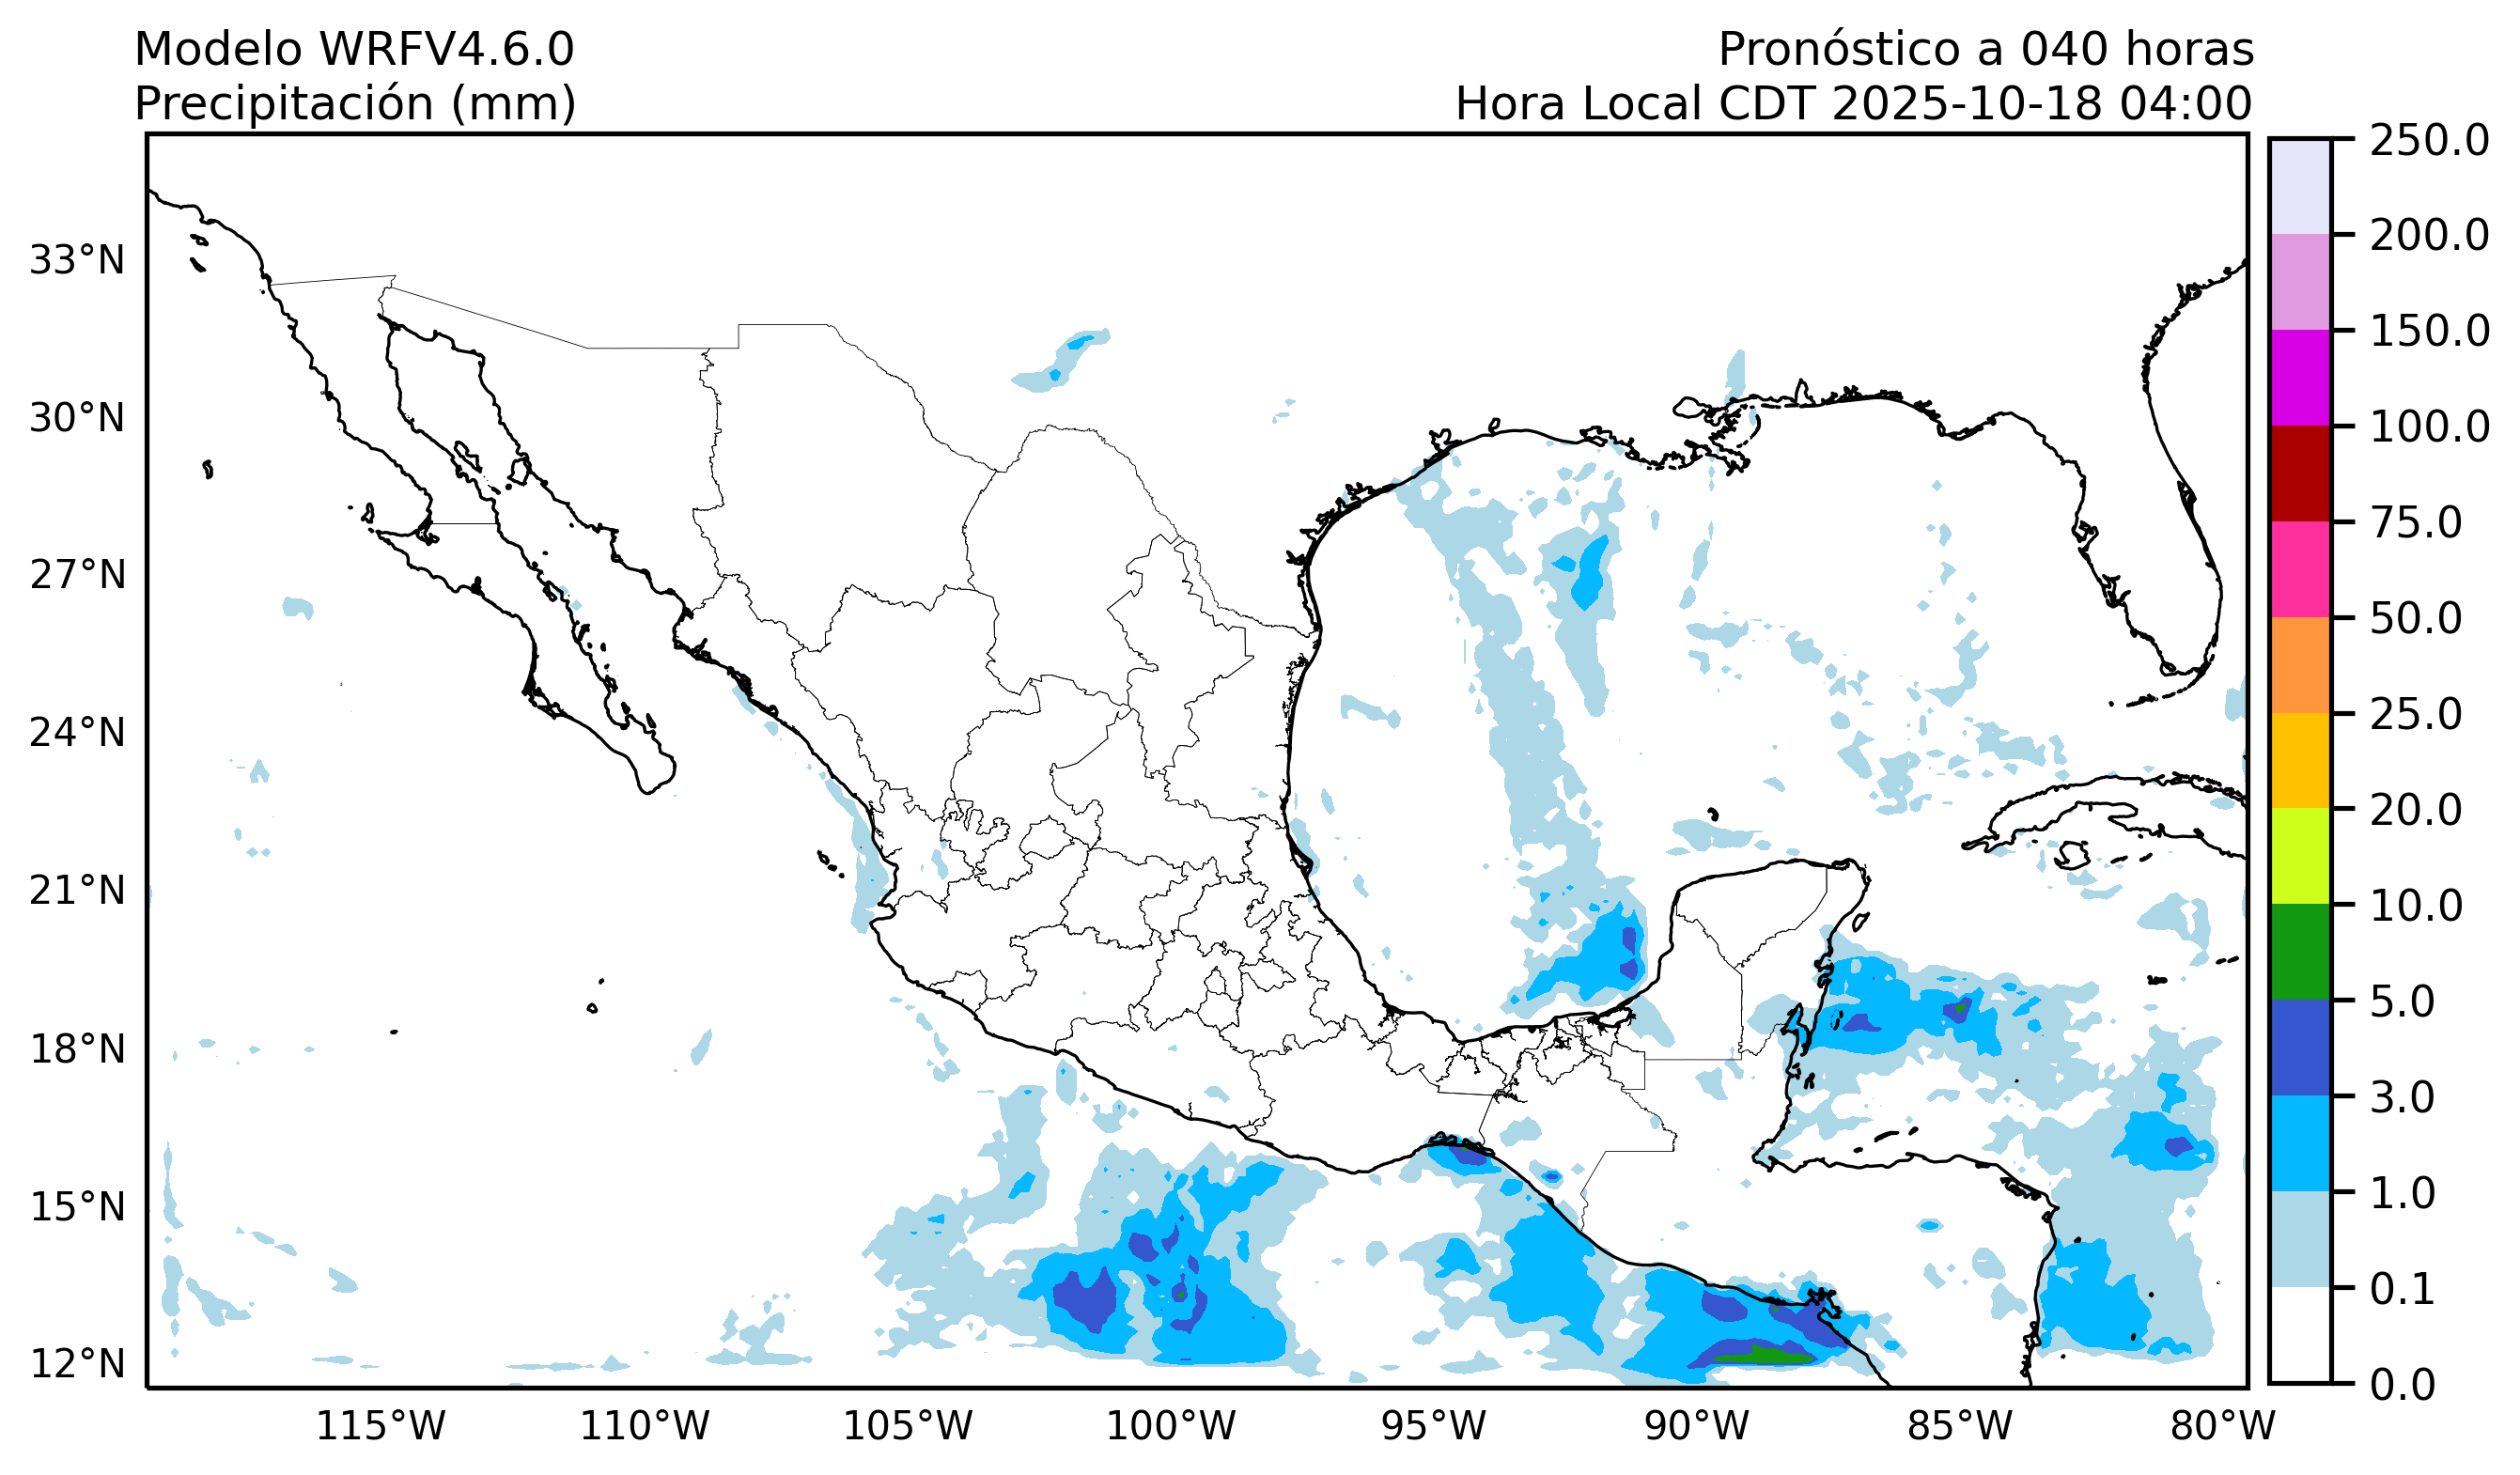 Modelo WRFV4.6.0
Pronóstico a 040 horas
Precipitación (mm)
Hora Local CDT 2025-10-18 04:00
250.0
200.0
150.0
100.0
75.0
50.0
25.0
20.0
10.0
5.0
3.0
1.0
0.1
0.0
33°N
30°N
27°N
24°N
21°N
18°N
15°N
12°N
115°W
110°W
105°W
100°W
95°W
90°W
85°W
80°W